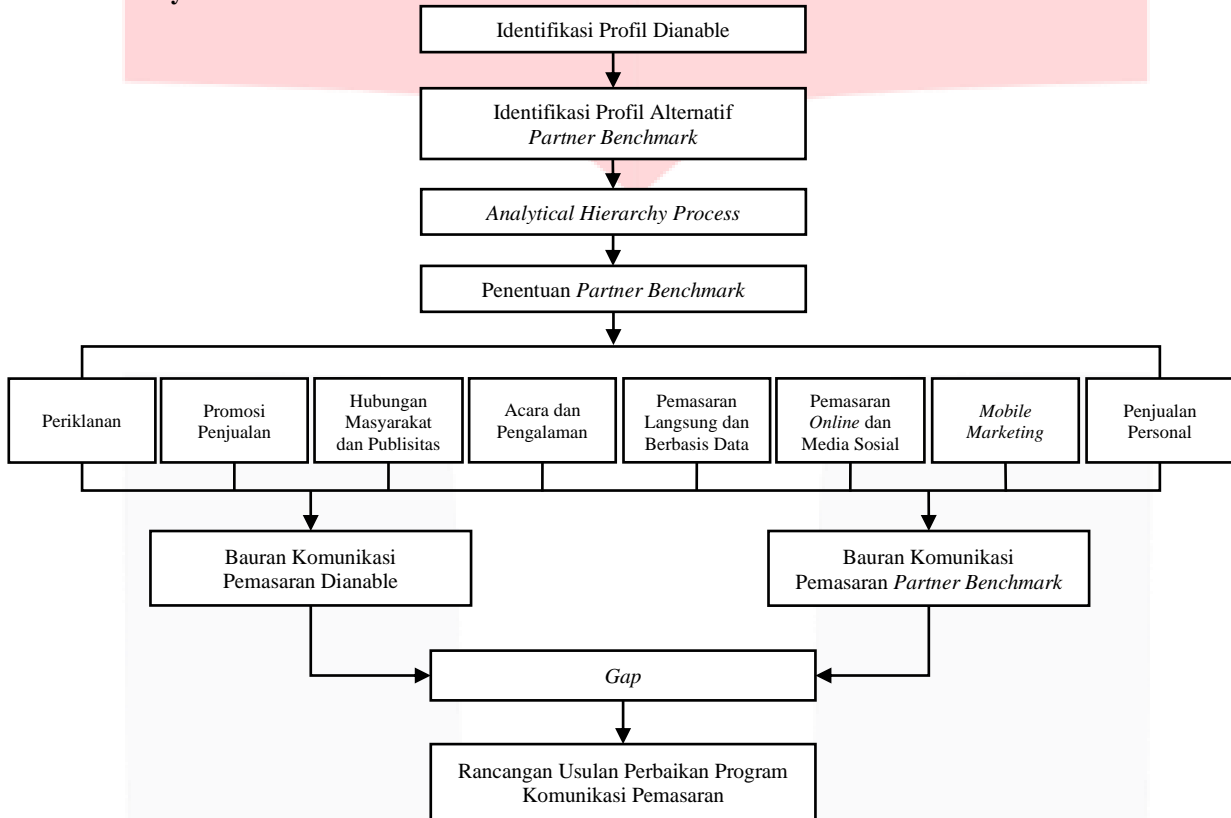 Identifikasi Profil Dianable
Identifikasi Profil Alternatif
Partner Benchmark
Analytical Hierarchy Process
Penentuan Partner Benchmark
Periklanan
Promosi
Penjualan
Hubungan
Masyarakat
dan Publisitas
Acara dan
Pengalaman
Pemasaran
Langsung dan
Berbasis Data
Pemasaran
Online dan
Media Sosial
Mobile
Marketing
Penjualan
Personal
Bauran Komunikasi
Pemasaran Dianable
Bauran Komunikasi
Pemasaran Partner Benchmark
Gap
Rancangan Usulan Perbaikan Program
Komunikasi Pemasaran